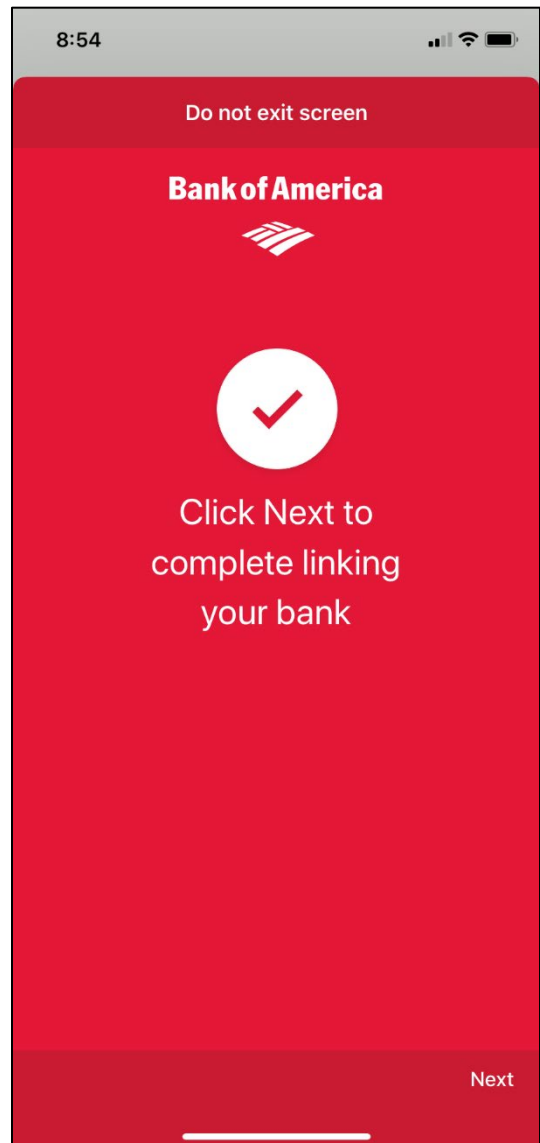 8:54
Do not exit screen
Bank of America
Click Next to
complete linking
your bank
Next